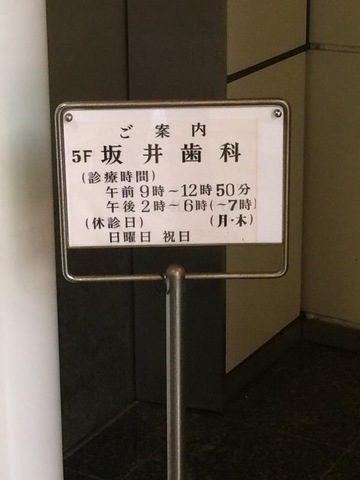 ご案内
5F 坂井歯科
(診療時間)
午前9時～12時50分
午後2時～6時(～7時)
(休診日) (月・木)
日曜日 祝日